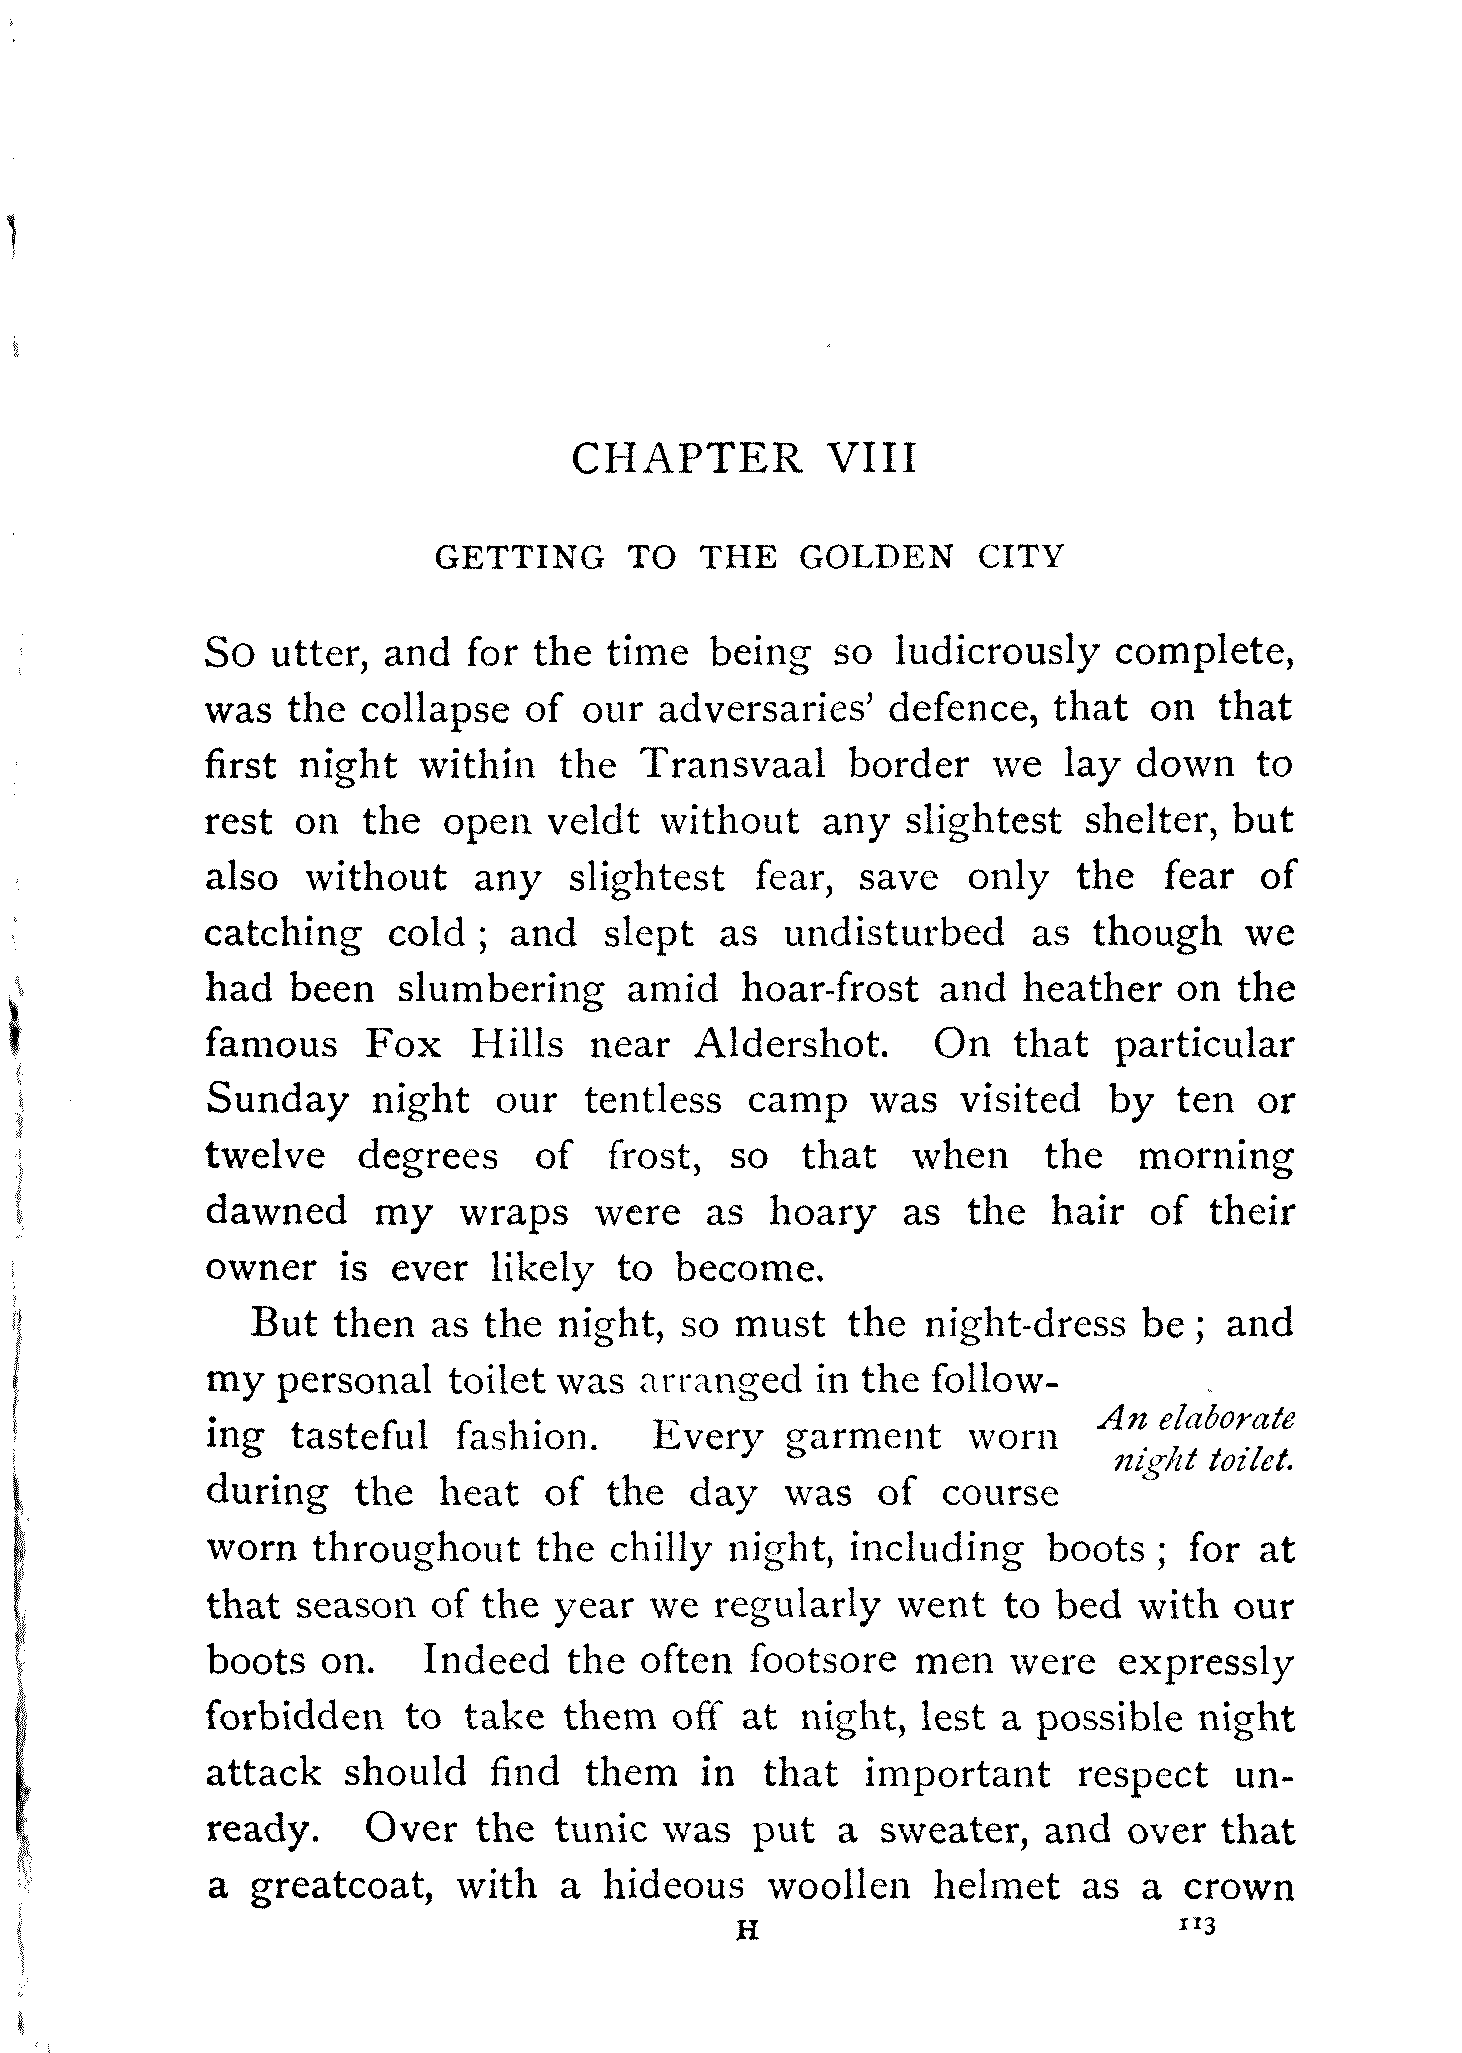 CHAPTER VIII
GETTING TO THE GOLDEN CITY
So utter, and for the time being so ludicrously complete,
was the collapse of our adversaries' defence, that on that
first night within the Transvaal border we lay down to
rest on the open veldt without any slightest shelter, but
also without any slightest fear, save only the fear of
catching cold ; and slept as undisturbed as though we
had been slumbering amid hoar-frost and heather on the
famous Fox Hills near Aldershot. On that particular
Sunday night our tentless camp was visited by ten or
twelve degrees of frost, so that when the morning
dawned my wraps were as hoary as the hair of their
owner is ever likely to become.
But then as the night, so must the night-dress be ; and
my personal toilet was arranged in the follow-
ing tasteful fashion. Every garment worn
during the heat of the day was of course
An elaborate
night toilet.
worn throughout the chilly night, including boots ; for at
that season of the year we regularly went to bed with our
boots on. Indeed the often footsore men were expressly
forbidden to take them off at night, lest a possible night
attack should find them in that important respect un-
ready. Over the tunic was put a sweater, and over that
a greatcoat, with a hideous woollen helmet as a crown
H 113